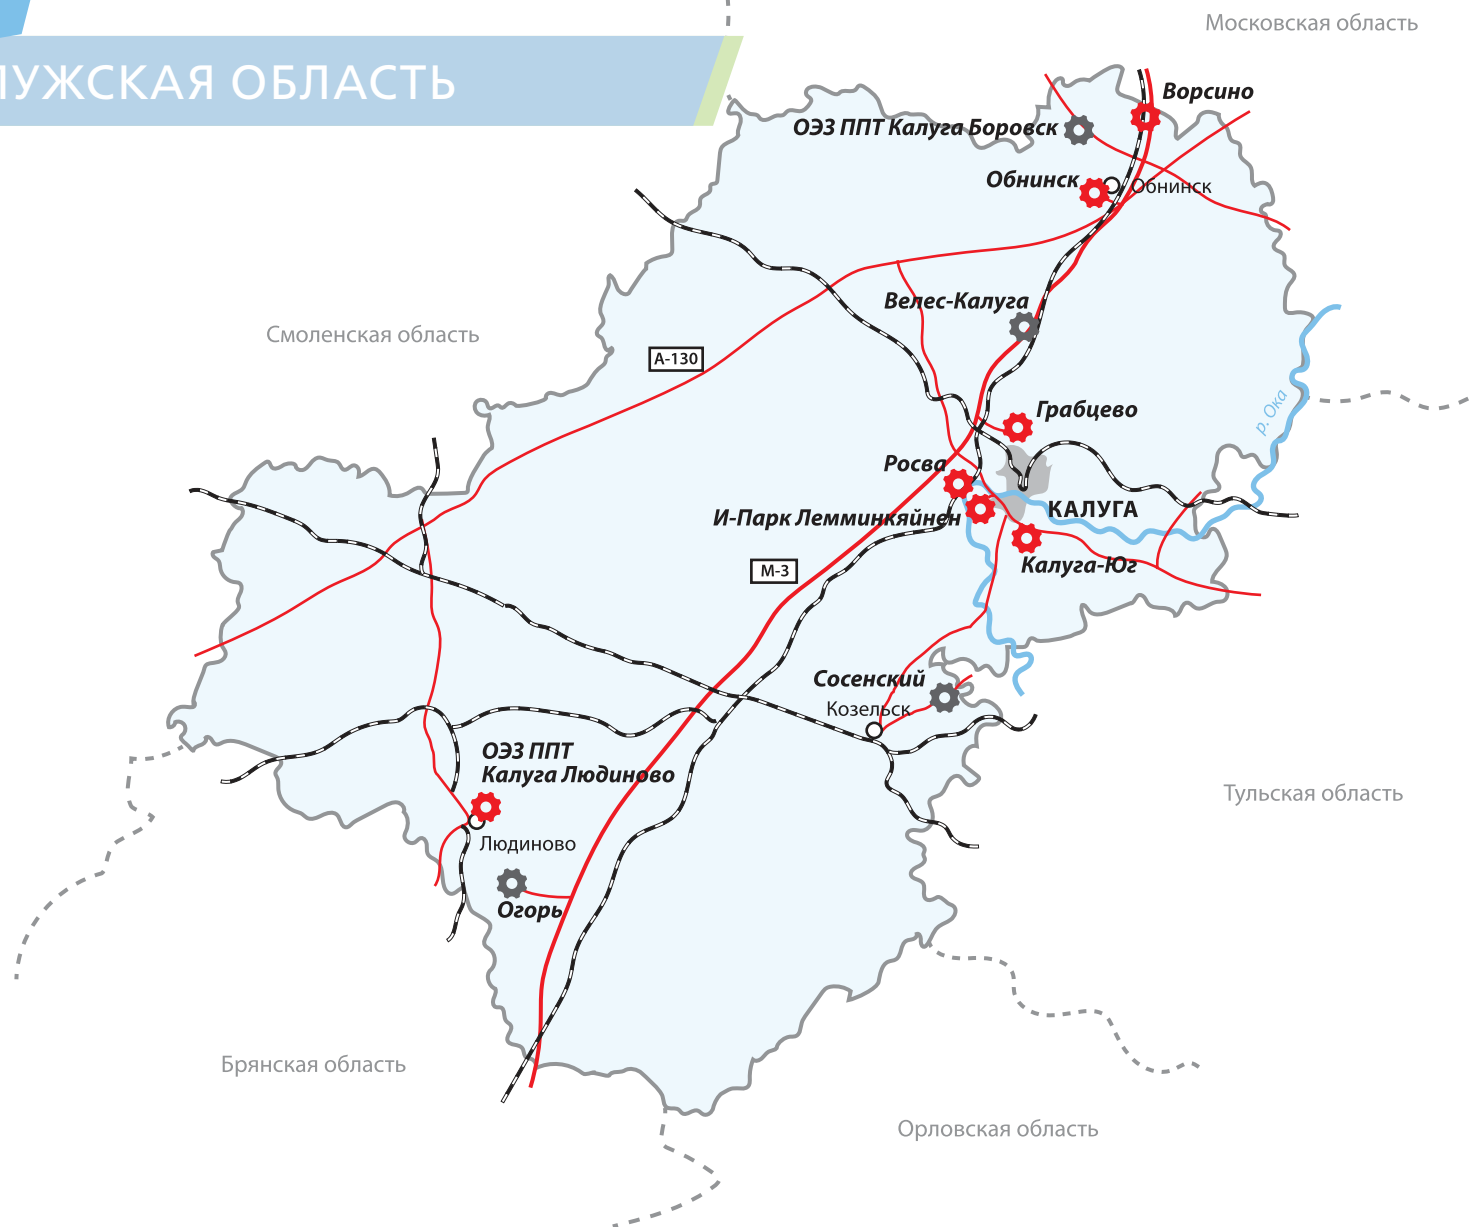 Московская область
ЛУЖСКАЯ ОБЛАСТЬ
Ворсино
ОЭЗ ППТ Калуга Боровск
Обнинск
Обнинск
Велес-Калуга
Смоленская область
А-130
Грабцево
р. Ока
Росва
КАЛУГА
И-Парк Лемминкяйнен
Калуга-Юг
М-3
Сосенский
Козельск
ОЭЗ ППТ
Калуга Людиново
Тульская область
Людиново
Огорь
Брянская область
Орловская область